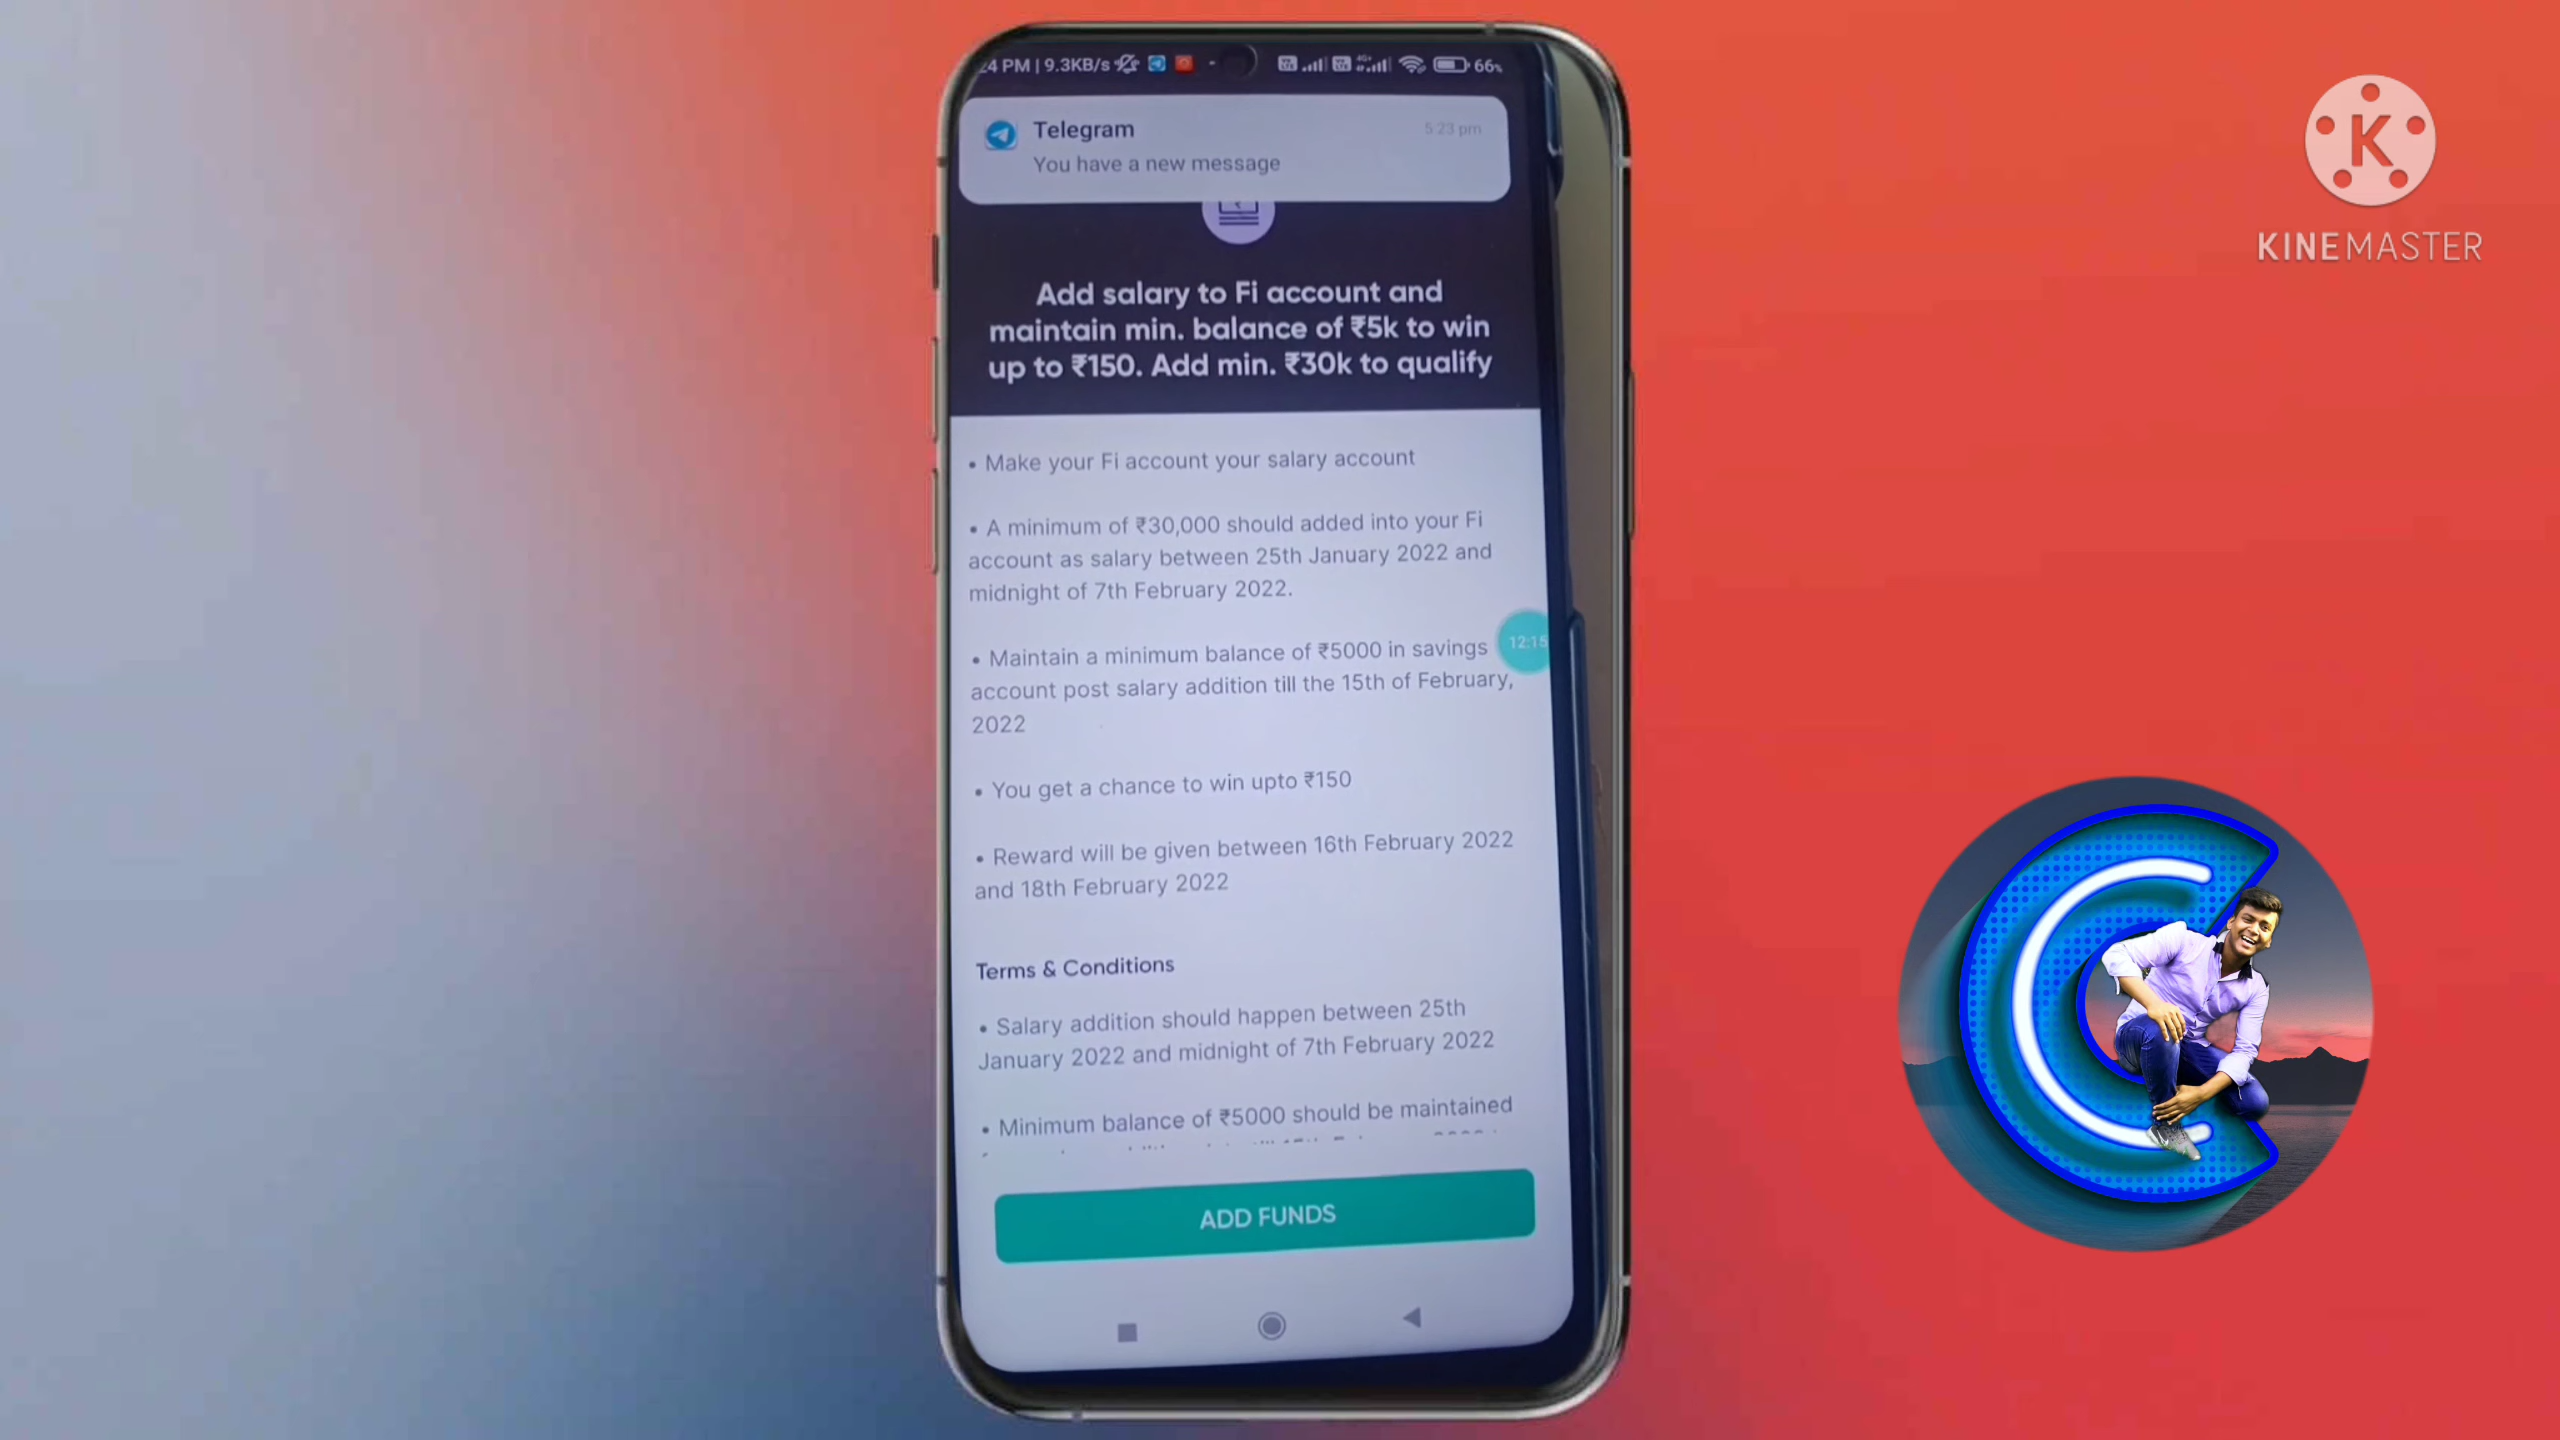 24 PM | 9.3KB/s 66%
Telegram 5:23 pm
You have a new message
K
KINEMASTER
Add salary to Fi account and
maintain min. balance of ₹5k to win
up to ₹150. Add min. ₹30k to qualify
• Make your Fi account your salary account
• A minimum of ₹30,000 should added into your Fi
account as salary between 25th January 2022 and
midnight of 7th February 2022.
12:15
• Maintain a minimum balance of ₹5000 in savings
account post salary addition till the 15th of February,
2022
• You get a chance to win upto ₹150
• Reward will be given between 16th February 2022
and 18th February 2022
Terms & Conditions
• Salary addition should happen between 25th
January 2022 and midnight of 7th February 2022
• Minimum balance of ₹5000 should be maintained
ADD FUNDS